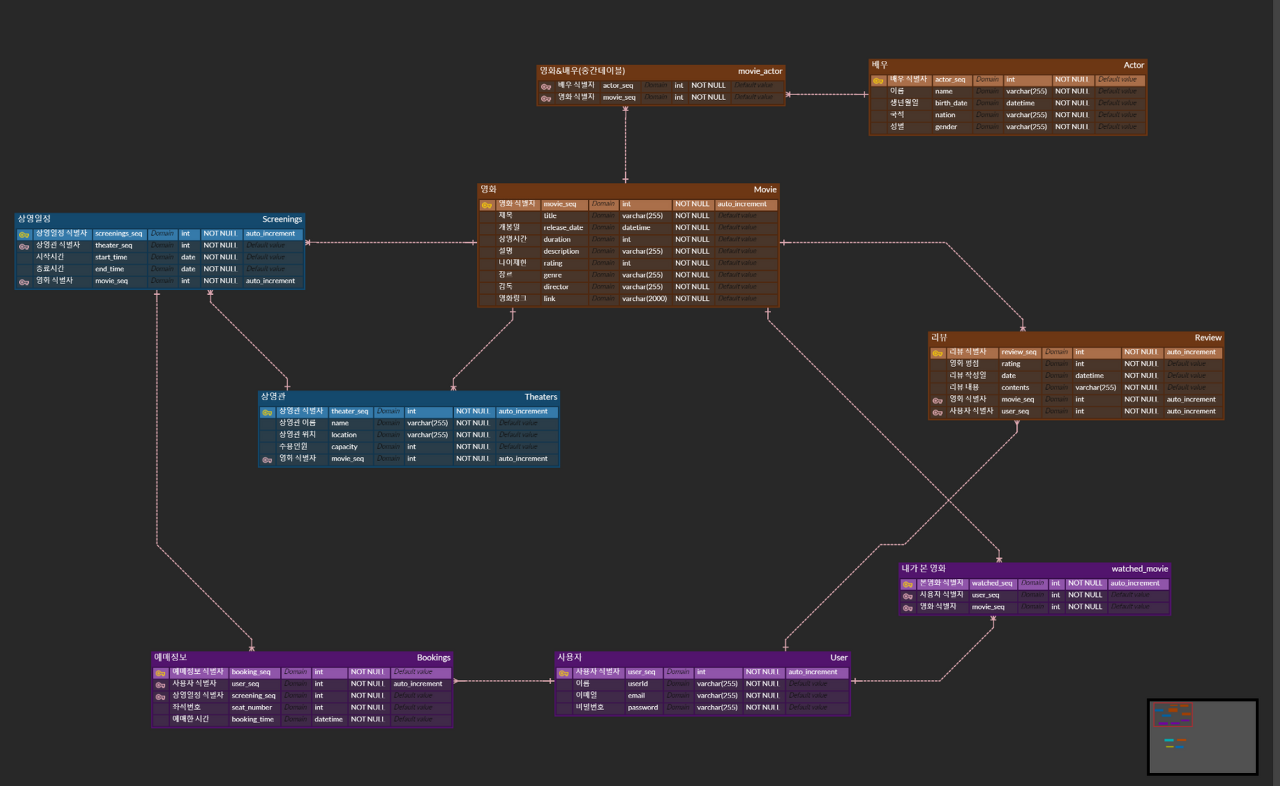 영화&배우(중간테이블) movie_actor
배우 식별자 actor_seq Domain int NOT NULL Default value
영화 식별자 movie_seq Domain int NOT NULL Default value
배우 Actor
배우 식별자 actor_seq Domain int NOT NULL Default value
이름 name Domain varchar(255) NOT NULL Default value
생년월일 birth_date Domain datetime NOT NULL Default value
국적 nation Domain varchar(255) NOT NULL Default value
성별 gender Domain varchar(255) NOT NULL Default value
영화 Movie
영화 식별자 movie_seq Domain int NOT NULL auto_increment
제목 title Domain varchar(255) NOT NULL Default value
개봉일 release_date Domain datetime NOT NULL Default value
상영시간 duration Domain int NOT NULL Default value
설명 description Domain varchar(255) NOT NULL Default value
나이제한 rating Domain int NOT NULL Default value
장르 genre Domain varchar(255) NOT NULL Default value
감독 director Domain varchar(255) NOT NULL Default value
영화링크 link Domain varchar(2000) NOT NULL Default value
상영일정 Screenings
상영일정 식별자 screenings_seq Domain int NOT NULL auto_increment
상영관 식별자 theater_seq Domain int NOT NULL Default value
시작시간 start_time Domain date NOT NULL Default value
종료시간 end_time Domain date NOT NULL Default value
영화 식별자 movie_seq Domain int NOT NULL auto_increment
리뷰 Review
리뷰 식별자 review_seq Domain int NOT NULL auto_increment
영화 평점 rating Domain int NOT NULL Default value
리뷰 작성일 date Domain datetime NOT NULL Default value
리뷰 내용 contents Domain varchar(255) NOT NULL Default value
영화 식별자 movie_seq Domain int NOT NULL auto_increment
사용자 식별자 user_seq Domain int NOT NULL auto_increment
상영관 Theaters
상영관 식별자 theater_seq Domain int NOT NULL auto_increment
상영관 이름 name Domain varchar(255) NOT NULL Default value
상영관 위치 location Domain varchar(255) NOT NULL Default value
수용인원 capacity Domain int NOT NULL Default value
영화 식별자 movie_seq Domain int NOT NULL auto_increment
내가 본 영화 watched_movie
본영화 식별자 watched_seq Domain int NOT NULL auto_increment
사용자 식별자 user_seq Domain int NOT NULL Default value
영화 식별자 movie_seq Domain int NOT NULL Default value
예매정보 Bookings
예매정보 식별자 booking_seq Domain int NOT NULL Default value
사용자 식별자 user_seq Domain int NOT NULL auto_increment
상영일정 식별자 screening_seq Domain int NOT NULL Default value
좌석번호 seat_number Domain int NOT NULL Default value
예매한 시간 booking_time Domain datetime NOT NULL Default value
사용자 User
사용자 식별자 user_seq Domain int NOT NULL auto_increment
이름 userId Domain varchar(255) NOT NULL Default value
이메일 email Domain varchar(255) NOT NULL Default value
비밀번호 password Domain varchar(255) NOT NULL Default value